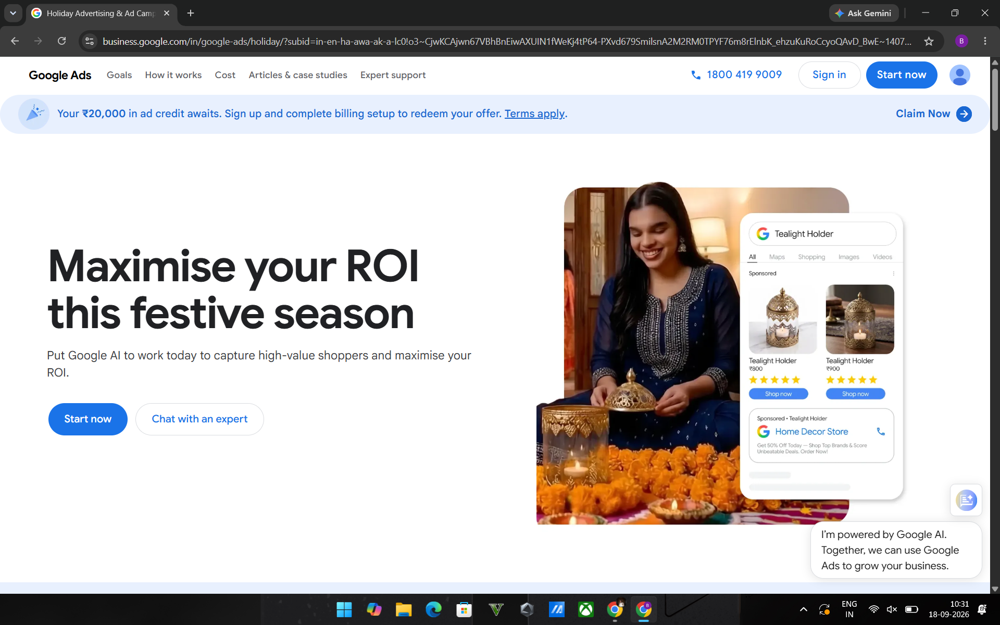 Holiday Advertising & Ad Camp
Ask Gemini
business.google.com/in/google-ads/holiday/?subid=in-en-ha-awa-ak-a-lc0!o3~CjwKCAjwn67VBhBnEiwAXUIN1fWeKj4tP64-PXvd679SmilsnA2M2RM0TPYF76m8rElnbK_ehzuKuRoCcyoQAvD_BwE~1407...
B
Google Ads Goals How it works Cost Articles & case studies Expert support 1800 419 9009 Sign in Start now
Your ₹20,000 in ad credit awaits. Sign up and complete billing setup to redeem your offer. Terms apply. Claim Now
Maximise your ROI
this festive season
Put Google AI to work today to capture high-value shoppers and maximise your
ROI.
Start now Chat with an expert
Tealight Holder
All Maps Shopping Images Videos
Sponsored
Tealight Holder Tealight Holder
₹800 ₹900
Shop now Shop now
Sponsored • Tealight Holder
Home Decor Store
Get 50% Off Today — Shop Top Brands & Score
Unbeatable Deals. Order Now!
I'm powered by Google AI.
Together, we can use Google
Ads to grow your business.
ENG
IN
10:31
18-09-2026